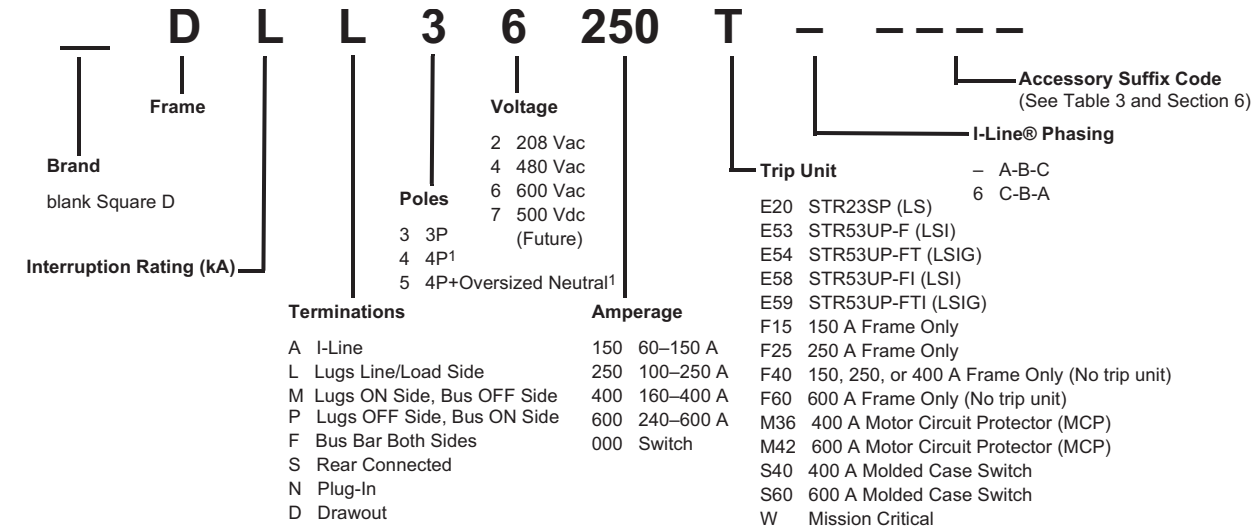 __ D L L 3 6 250 T – – – – –
Accessory Suffix Code
(See Table 3 and Section 6)
I-Line® Phasing
– A-B-C
6 C-B-A
Frame
Brand
blank Square D
Interruption Rating (kA)
Voltage
2 208 Vac
4 480 Vac
6 600 Vac
7 500 Vdc
(Future)
Poles
3 3P
4 4P1
5 4P+Oversized Neutral1
Terminations
A I-Line
L Lugs Line/Load Side
M Lugs ON Side, Bus OFF Side
P Lugs OFF Side, Bus ON Side
F Bus Bar Both Sides
S Rear Connected
N Plug-In
D Drawout
Amperage
150 60–150 A
250 100–250 A
400 160–400 A
600 240–600 A
000 Switch
Trip Unit
E20 STR23SP (LS)
E53 STR53UP-F (LSI)
E54 STR53UP-FT (LSIG)
E58 STR53UP-FI (LSI)
E59 STR53UP-FTI (LSIG)
F15 150 A Frame Only
F25 250 A Frame Only
F40 150, 250, or 400 A Frame Only (No trip unit)
F60 600 A Frame Only (No trip unit)
M36 400 A Motor Circuit Protector (MCP)
M42 600 A Motor Circuit Protector (MCP)
S40 400 A Molded Case Switch
S60 600 A Molded Case Switch
W Mission Critical